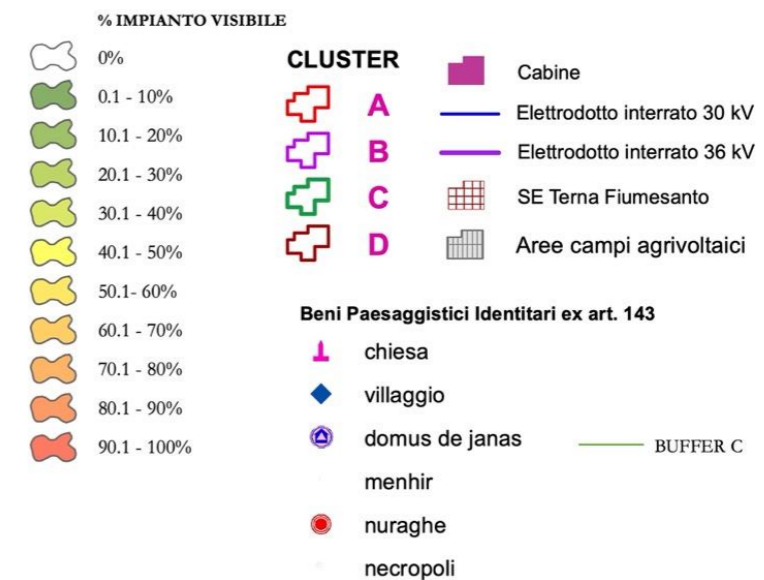 % IMPIANTO VISIBILE
0%
0.1 - 10%
10.1 - 20%
20.1 - 30%
30.1 - 40%
40.1 - 50%
50.1- 60%
60.1 - 70%
70.1 - 80%
80.1 - 90%
90.1 - 100%
CLUSTER
A
B
C
D
Cabine
Elettrodotto interrato 30 kV
Elettrodotto interrato 36 kV
SE Terna Fiumesanto
Aree campi agrivoltaici
Beni Paesaggistici Identitari ex art. 143
chiesa
villaggio
domus de janas
menhir
nuraghe
necropoli
BUFFER C